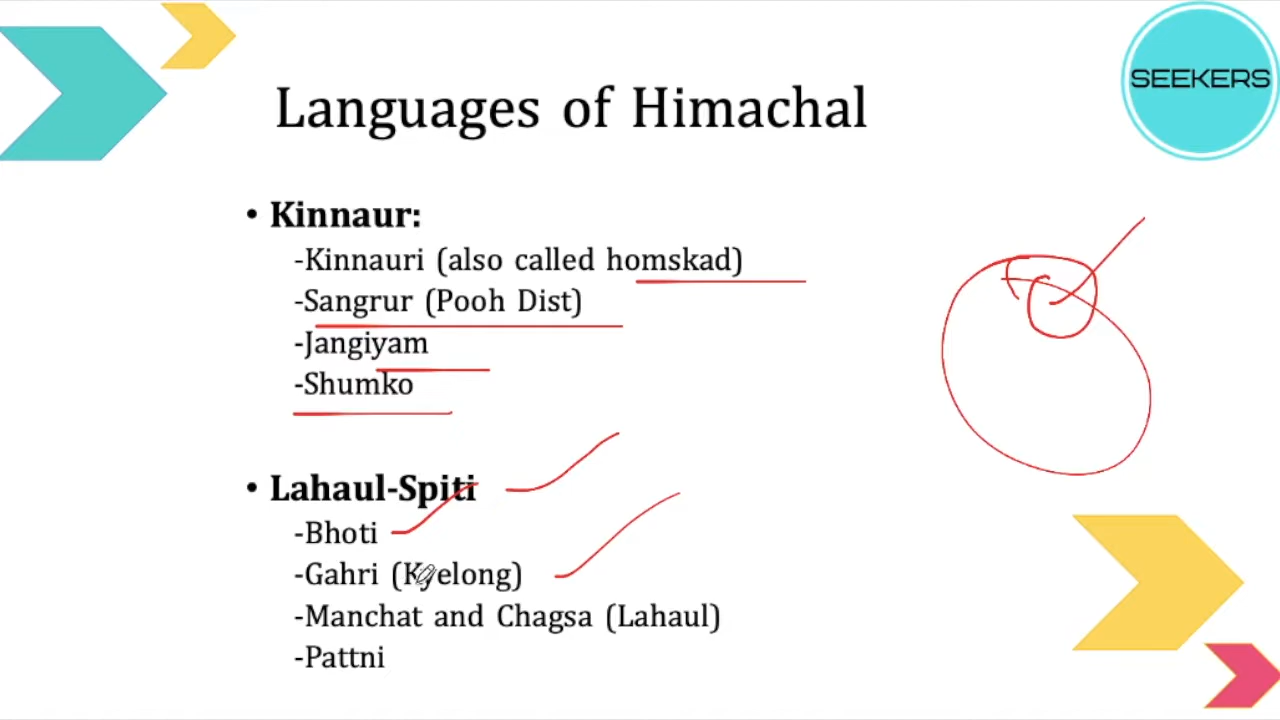 SEEKERS
Languages of Himachal
• Kinnaur:
-Kinnauri (also called homskad)
-Sangrur (Pooh Dist)
-Jangiyam
-Shumko
• Lahaul-Spiti
-Bhoti
-Gahri (Kyelong)
-Manchat and Chagsa (Lahaul)
-Pattni